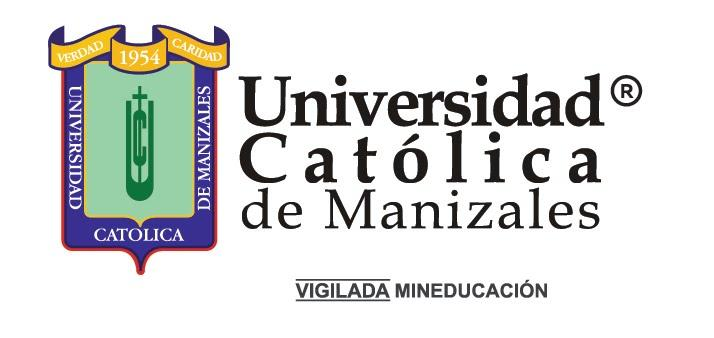 VERDAD 1954 CARIDAD
UNIVERSIDAD
CATOLICA
DE MANIZALES
Universidad®
Católica
de Manizales
VIGILADA MINEDUCACIÓN